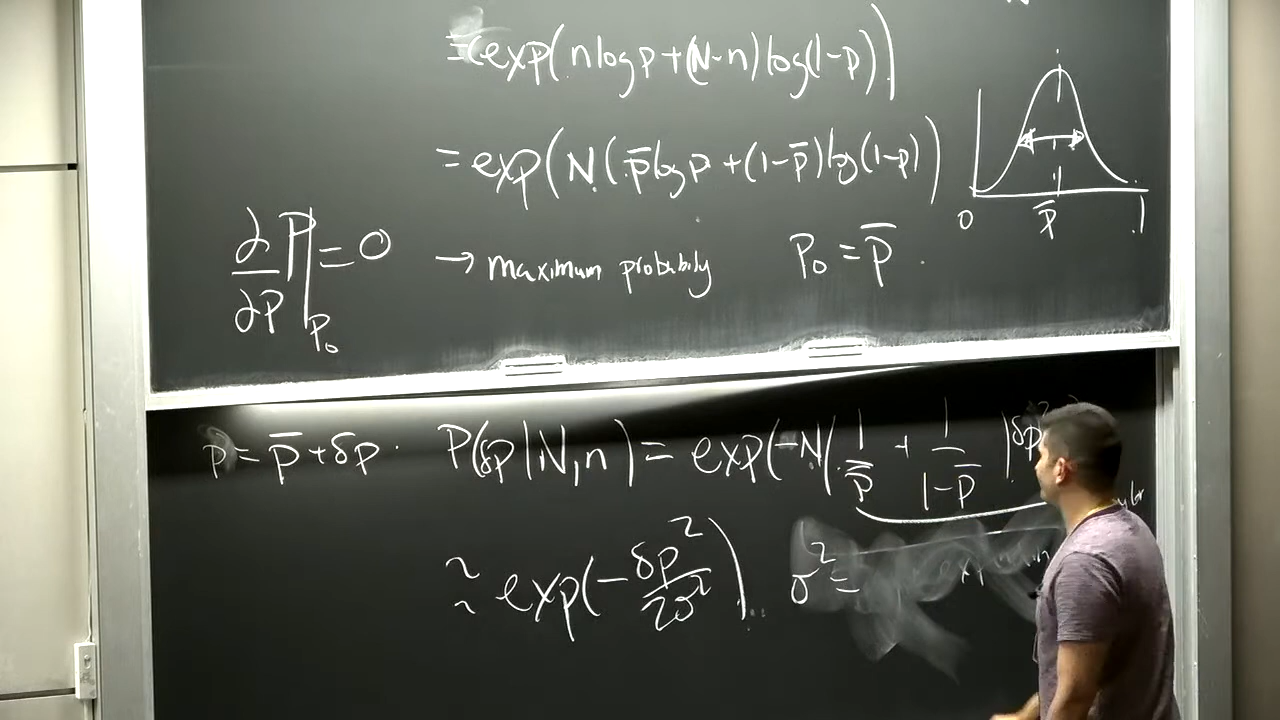 = exp(n log p + (N-n) log(1-p))
= exp(N(p̄ log p + (1-p̄) log(1-p))
0 p̄ 1
∂P/∂P|P₀ = 0 → maximum probability P₀ = p̄
p = p̄ + δp. P(δp|N,n) = exp(-N(1/p̄ + 1/(1-p̄))δp²
≈ exp(-δp²/2σ²) σ² =